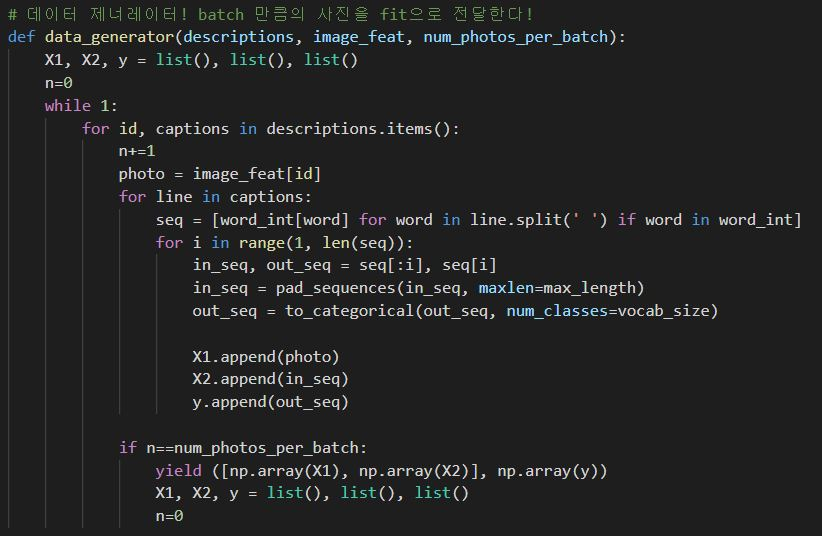 # 데이터 제너레이터! batch 만큼의 사진을 fit으로 전달한다!
def data_generator(descriptions, image_feat, num_photos_per_batch):
    X1, X2, y = list(), list(), list()
    n=0
    while 1:
        for id, captions in descriptions.items():
            n+=1
            photo = image_feat[id]
            for line in captions:
                seq = [word_int[word] for word in line.split(' ') if word in word_int]
                for i in range(1, len(seq)):
                    in_seq, out_seq = seq[:i], seq[i]
                    in_seq = pad_sequences(in_seq, maxlen=max_length)
                    out_seq = to_categorical(out_seq, num_classes=vocab_size)

                    X1.append(photo)
                    X2.append(in_seq)
                    y.append(out_seq)

            if n==num_photos_per_batch:
                yield ([np.array(X1), np.array(X2)], np.array(y))
                X1, X2, y = list(), list(), list()
                n=0